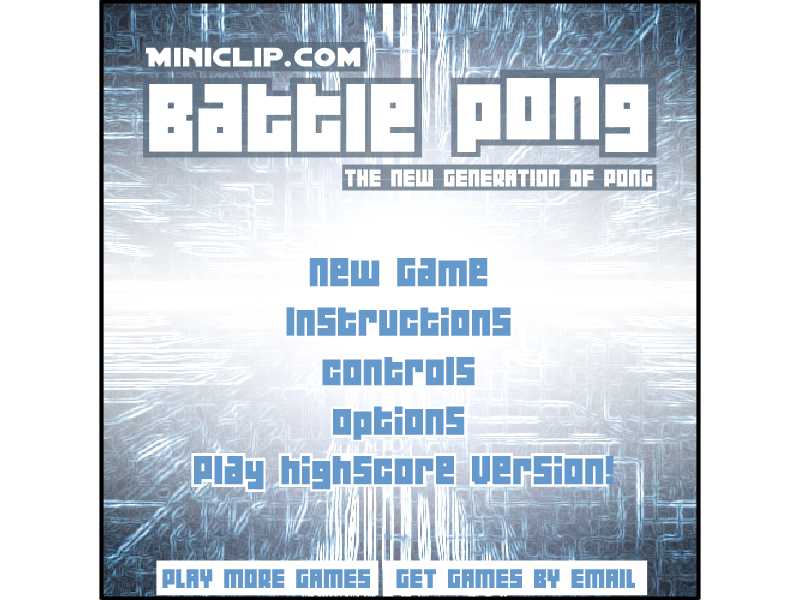 MINICLIP.COM
Battle Pong
THE NEW GENERATION OF PONG
New Game
Instructions
Controls
Options
Play Highscore Version!
PLAY MORE GAMES GET GAMES BY EMAIL